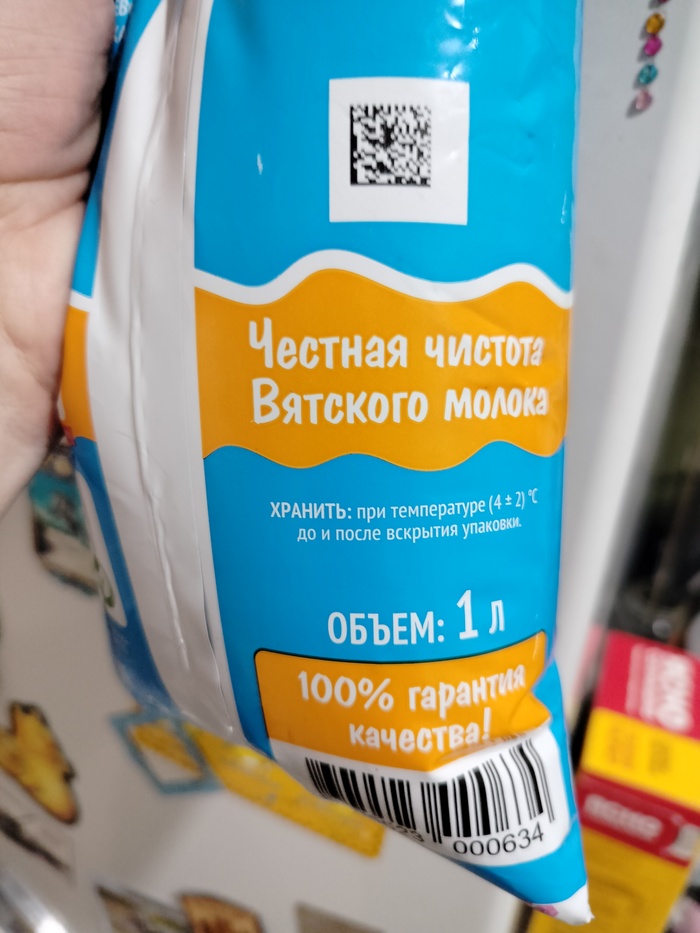 Честная чистота
Вятского молока
ХРАНИТЬ: при температуре (4 ± 2) °С
до и после вскрытия упаковки.
ОБЪЕМ: 1 л
100% гарантия
качества!
000634